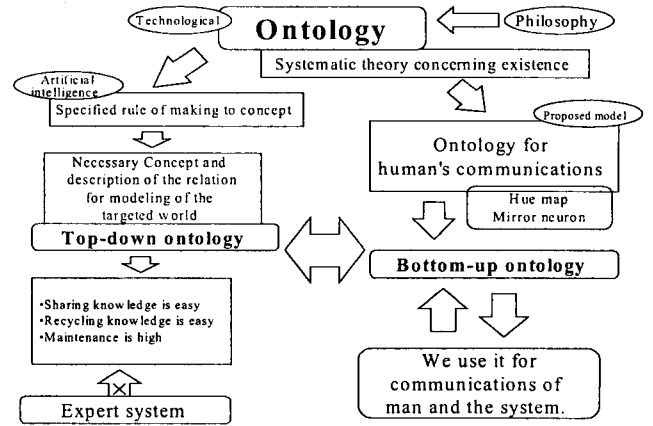 Technological
Ontology
Philosophy
Systematic theory concerning existence
Artificial
intelligence
Specified rule of making to concept
Proposed model
Necessary Concept and
description of the relation
for modeling of the
targeted world
Top-down ontology
Ontology for
human's communications
Hue map
Mirror neuron
Bottom-up ontology
•Sharing knowledge is easy
•Recycling knowledge is easy
•Maintenance is high
Expert system
We use it for
communications of
man and the system.